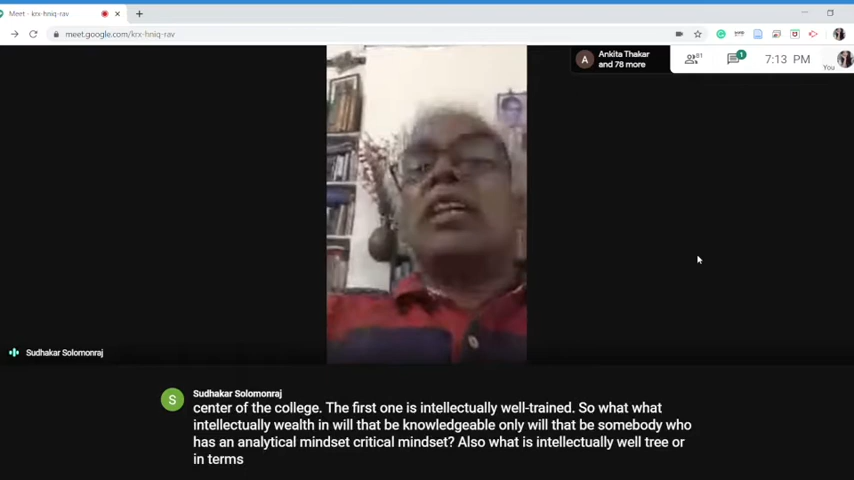 Meet - krx-hniq-rav
meet.google.com/krx-hniq-rav
Ankita Thakar
and 78 more
A
81
1
7:13 PM
You
Sudhakar Solomonraj
S
Sudhakar Solomonraj
center of the college. The first one is intellectually well-trained. So what what
intellectually wealth in will that be knowledgeable only will that be somebody who
has an analytical mindset critical mindset? Also what is intellectually well tree or
in terms